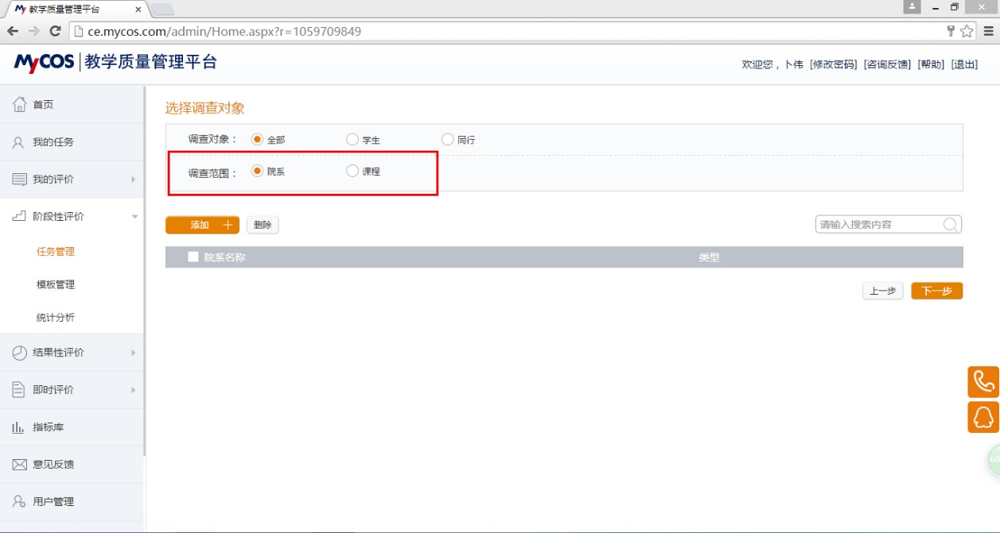 教学质量管理平台
ce.mycos.com/admin/Home.aspx?r=1059709849
MyCOS 教学质量管理平台
欢迎您，卜伟 [修改密码] [咨询反馈] [帮助] [退出]
首页
我的任务
我的评价
阶段性评价
任务管理
模板管理
统计分析
结果性评价
即时评价
指标库
意见反馈
用户管理
选择调查对象
调查对象： 全部 学生 同行
调查范围： 院系 课程
添加 删除 请输入搜索内容
院系名称 类型
上一步 下一步
68